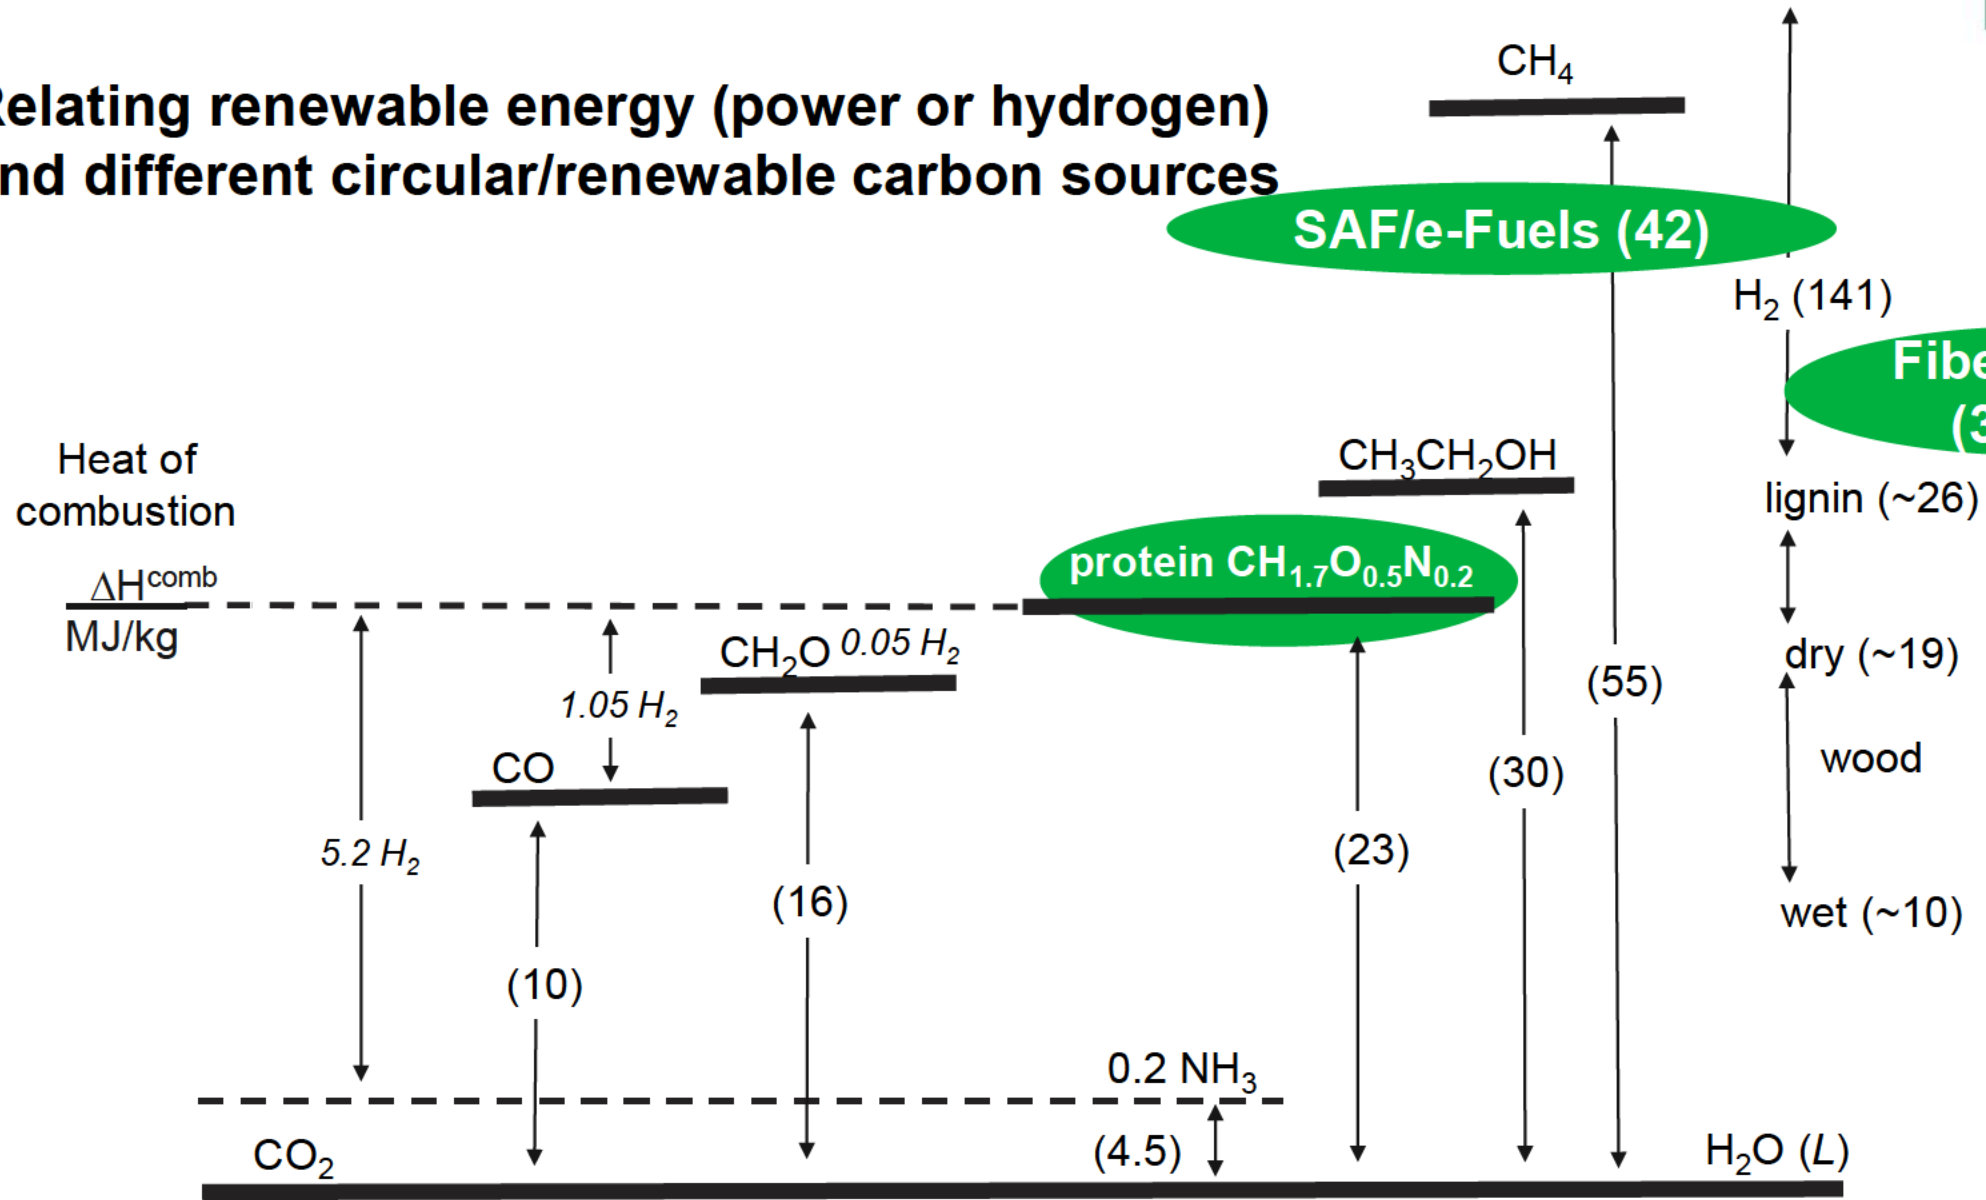 elating renewable energy (power or hydrogen)
nd different circular/renewable carbon sources
CH₄
SAF/e-Fuels (42)
H₂ (141)
Fibe
(3
Heat of
combustion
ΔHᶜᵒᵐᵇ
MJ/kg
CH₃CH₂OH
lignin (~26)
protein CH₁.₇O₀.₅N₀.₂
CH₂O 0.05 H₂
dry (~19)
1.05 H₂
(55)
CO
wood
(30)
5.2 H₂
(23)
(16)
wet (~10)
(10)
0.2 NH₃
CO₂
(4.5)
H₂O (L)